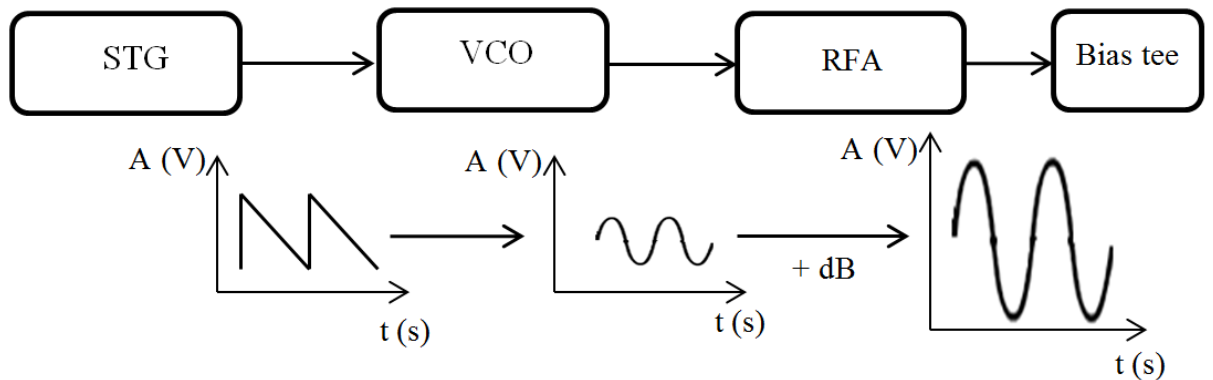 STG
VCO
RFA
Bias tee
A (V)
t (s)
A (V)
+ dB
t (s)
A (V)
t (s)